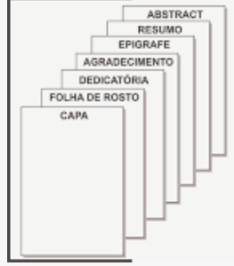 ABSTRACT
RESUMO
EPIGRAFE
AGRADECIMENTO
DEDICATÓRIA
FOLHA DE ROSTO
CAPA